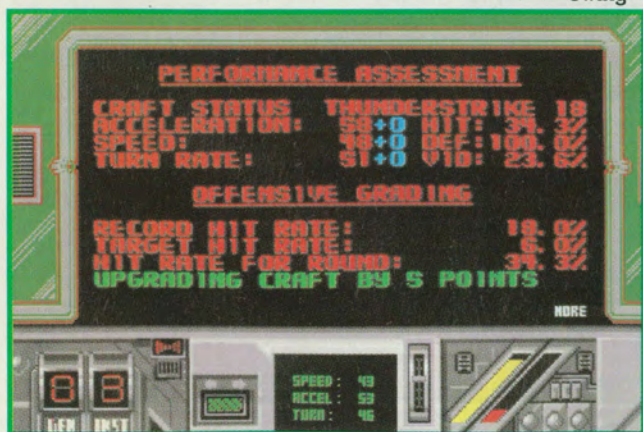 PERFORMANCE ASSESSMENT
CRAFT STATUS THUNDERSTRIKE 18
ACCELERATION: 58+0 HIT: 34.3%
SPEED: 48+0 DEF:100.0%
TURN RATE: 51+0 VID: 23.6%
OFFENSIVE GRADING
RECORD HIT RATE: 18.0%
TARGET HIT RATE: 6.0%
HIT RATE FOR ROUND: 34.3%
UPGRADING CRAFT BY 5 POINTS
MORE
SPEED: 43
ACCEL: 53
TURN: 46
GEN INST